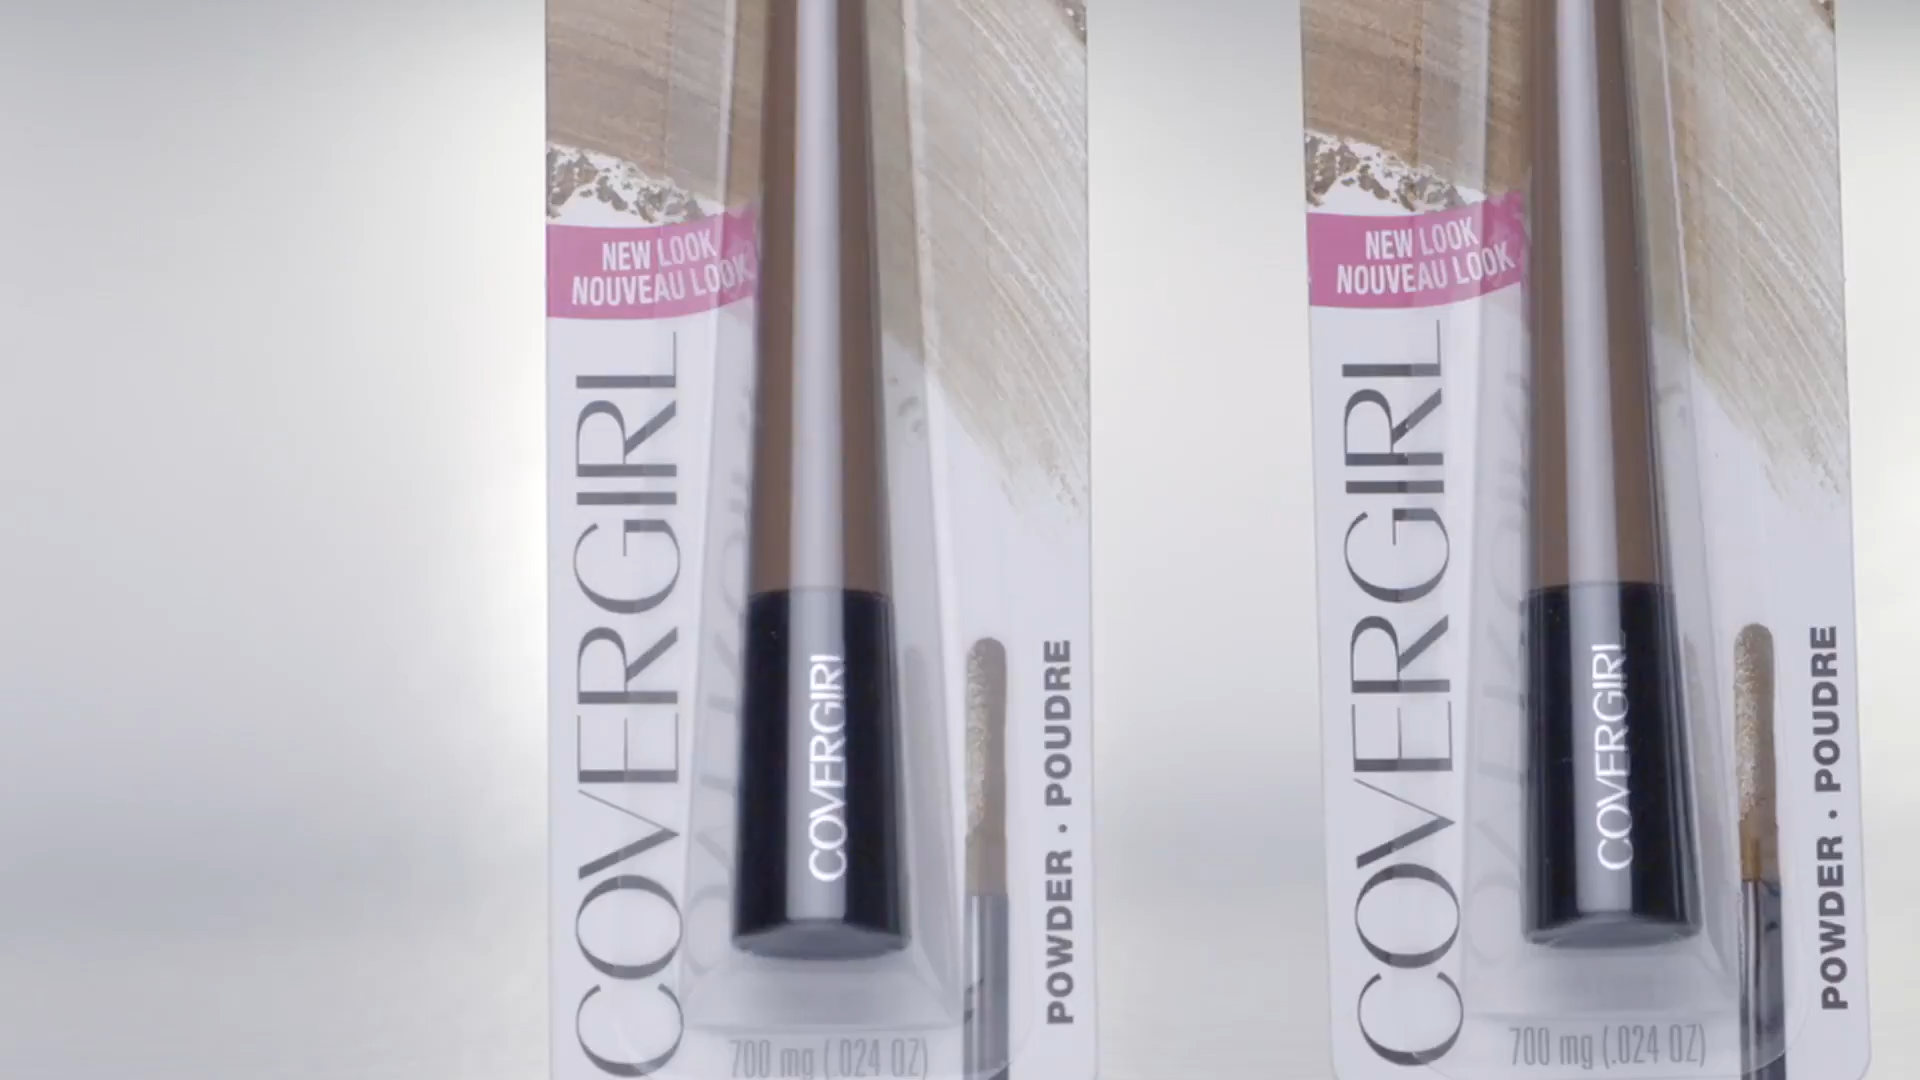 NEW LOOK
NOUVEAU LOOK
COVERGIRL
COVERGIRL
POWDER • POUDRE
700 mg (.024 OZ)
NEW LOOK
NOUVEAU LOOK
COVERGIRL
COVERGIRL
POWDER • POUDRE
700 mg (.024 OZ)